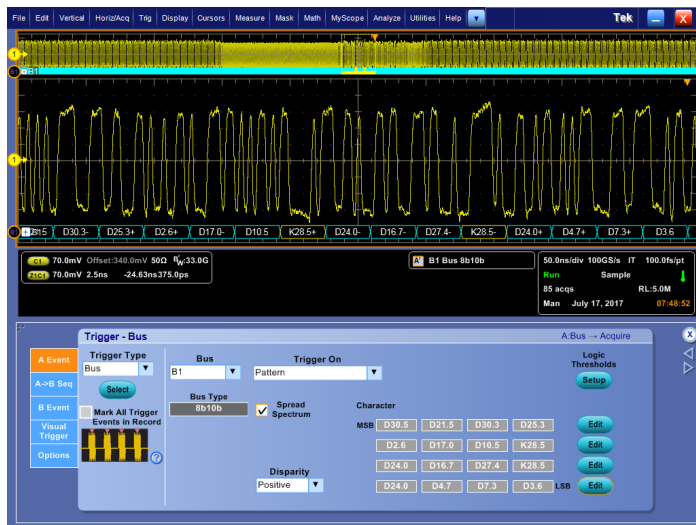 File Edit Vertical Horiz/Acq Trig Display Cursors Measure Mask Math MyScope Analyze Utilities Help Tek X
1
B1 B1
1
B1 D30.3- D25.3+ D2.6+ D17.0- D10.5 K28.5+ D24.0- D16.7- D27.4- K28.5- D24.0+ D4.7+ D7.3+ D3.6
C1 70.0mV Offset:340.0mV 50Ω BW:33.0G
Z1C1 70.0mV 2.5ns -24.63ns 375.0ps
A' B1 Bus 8b10b
50.0ns/div 100GS/s IT 100.0fs/pt
Run Sample
85 acqs RL:5.0M
Man July 17, 2017 07:48:52
Trigger - Bus A:Bus → Acquire X
A Event
A->B Seq
B Event
Visual
Trigger
Options
Trigger Type
Bus
Select
Mark All Trigger
Events in Record
?
Bus
B1
Bus Type
8b10b
Trigger On
Pattern
Spread
Spectrum
Disparity
Positive
Character
MSB D30.5 D21.5 D30.3 D25.3
D2.6 D17.0 D10.5 K28.5
D24.0 D16.7 D27.4 K28.5
D24.0 D4.7 D7.3 D3.6 LSB
Logic
Thresholds
Setup
Edit
Edit
Edit
Edit